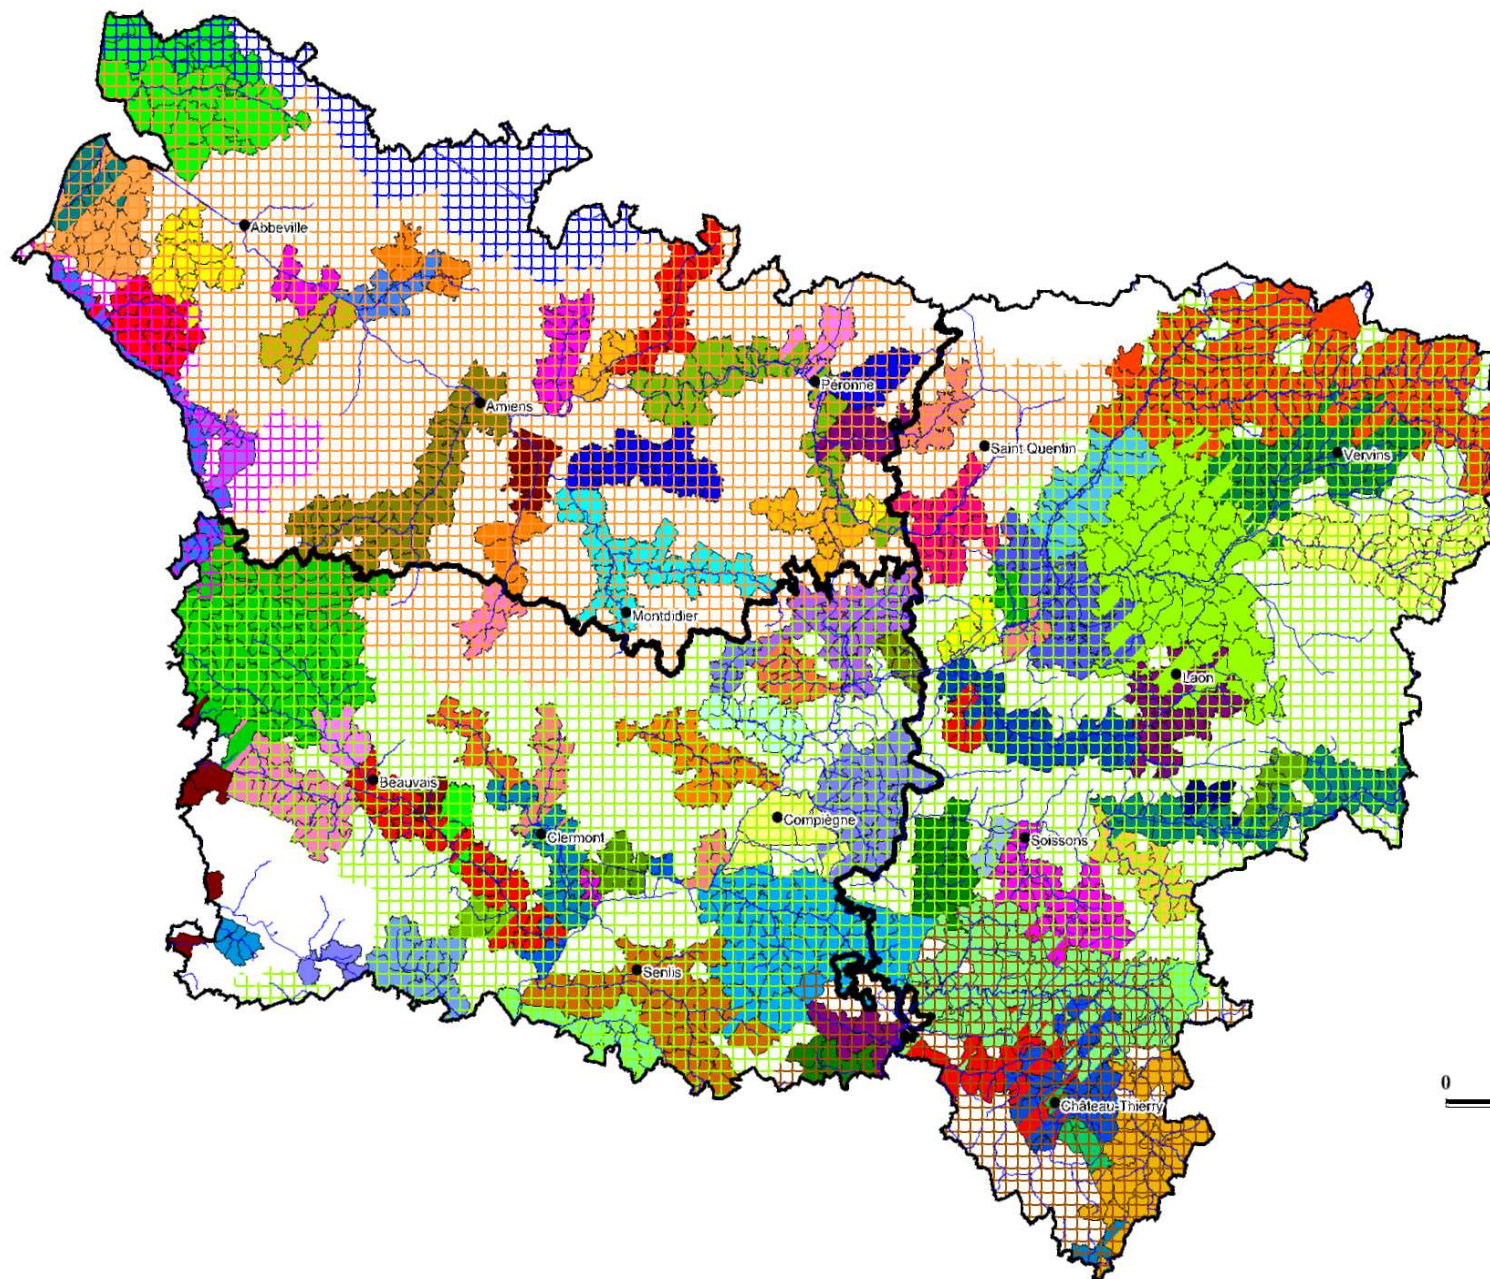 Abbeville
Péronne
Amiens
Saint Quentin
Vervins
Montdidier
Laon
Beauvais
Compiègne
Clermont
Soissons
Senlis
0
Château-Thierry